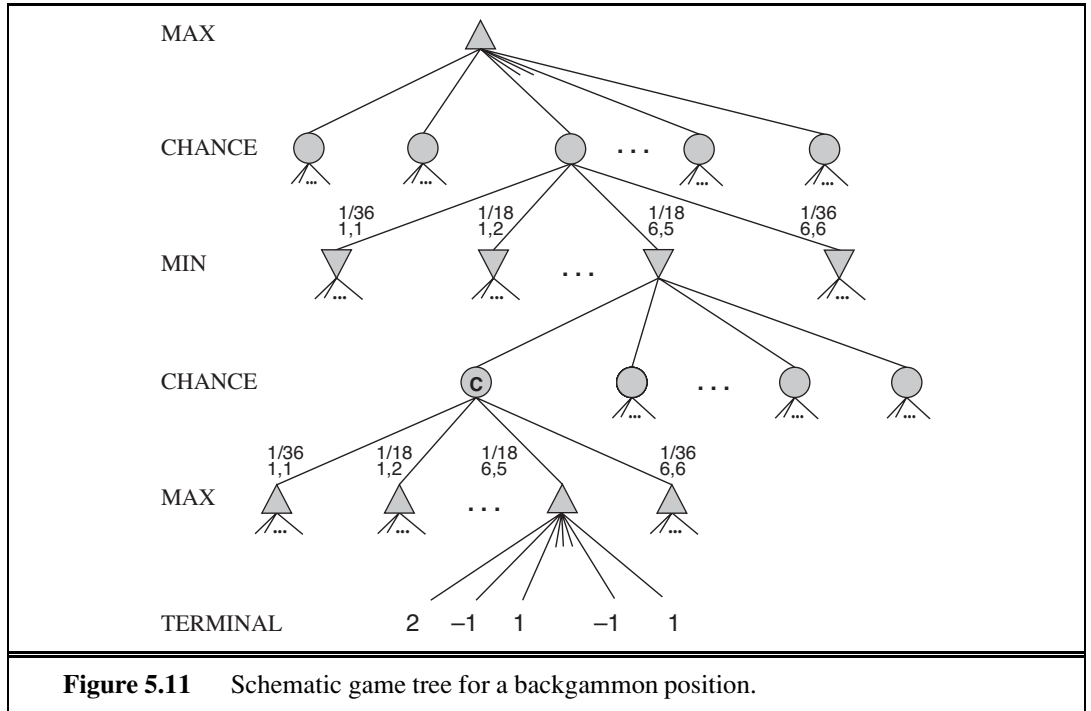 MAX
CHANCE
. . .
... ... ... ... ...
1/36 1/18 1/18 1/36
1,1 1,2 6,5 6,6
MIN
. . .
... ... ...
CHANCE
C
. . .
... ... ...
1/36 1/18 1/18 1/36
1,1 1,2 6,5 6,6
MAX
. . .
... ... ...
TERMINAL 2 –1 1 –1 1
Figure 5.11 Schematic game tree for a backgammon position.